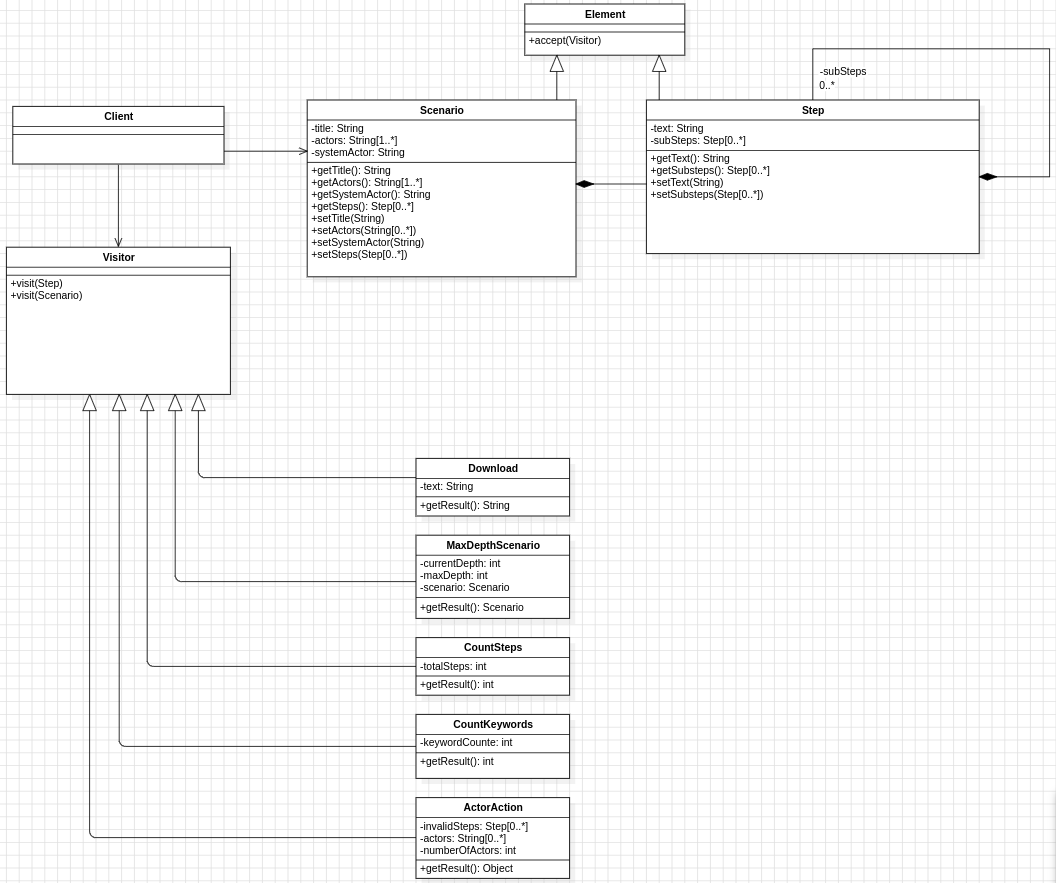 Element
+accept(Visitor)
-subSteps
0..*
Client
Scenario
-title: String
-actors: String[1..*]
-systemActor: String
+getTitle(): String
+getActors(): String[1..*]
+getSystemActor(): String
+getSteps(): Step[0..*]
+setTitle(String)
+setActors(String[0..*])
+setSystemActor(String)
+setSteps(Step[0..*])
Step
-text: String
-subSteps: Step[0..*]
+getText(): String
+getSubsteps(): Step[0..*]
+setText(String)
+setSubsteps(Step[0..*])
Visitor
+visit(Step)
+visit(Scenario)
Download
-text: String
+getResult(): String
MaxDepthScenario
-currentDepth: int
-maxDepth: int
-scenario: Scenario
+getResult(): Scenario
CountSteps
-totalSteps: int
+getResult(): int
CountKeywords
-keywordCounte: int
+getResult(): int
ActorAction
-invalidSteps: Step[0..*]
-actors: String[0..*]
-numberOfActors: int
+getResult(): Object